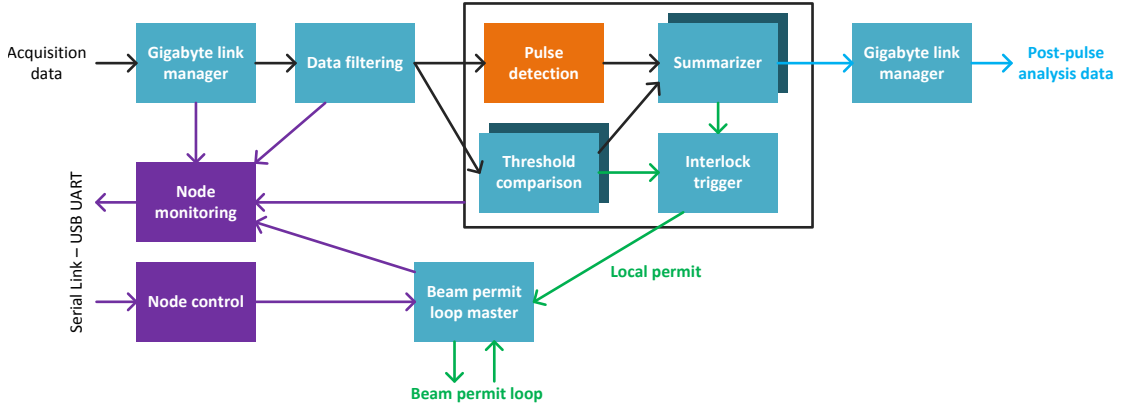 Acquisition
data
Gigabyte link
manager
Data filtering
Pulse
detection
Summarizer
Gigabyte link
manager
Post-pulse
analysis data
Threshold
comparison
Interlock
trigger
Node
monitoring
Serial Link – USB UART
Local permit
Node control
Beam permit
loop master
Beam permit loop